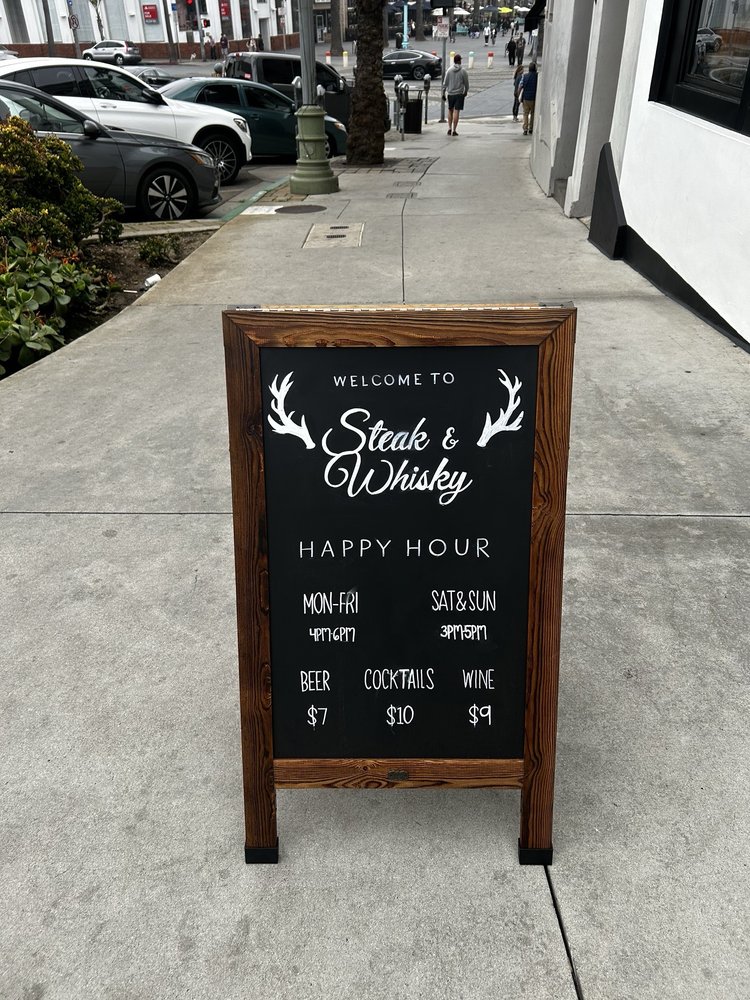 WELCOME TO
Steak &
Whisky
HAPPY HOUR
MON-FRI SAT&SUN
4PM-6PM 3PM-5PM
BEER COCKTAILS WINE
$7 $10 $9